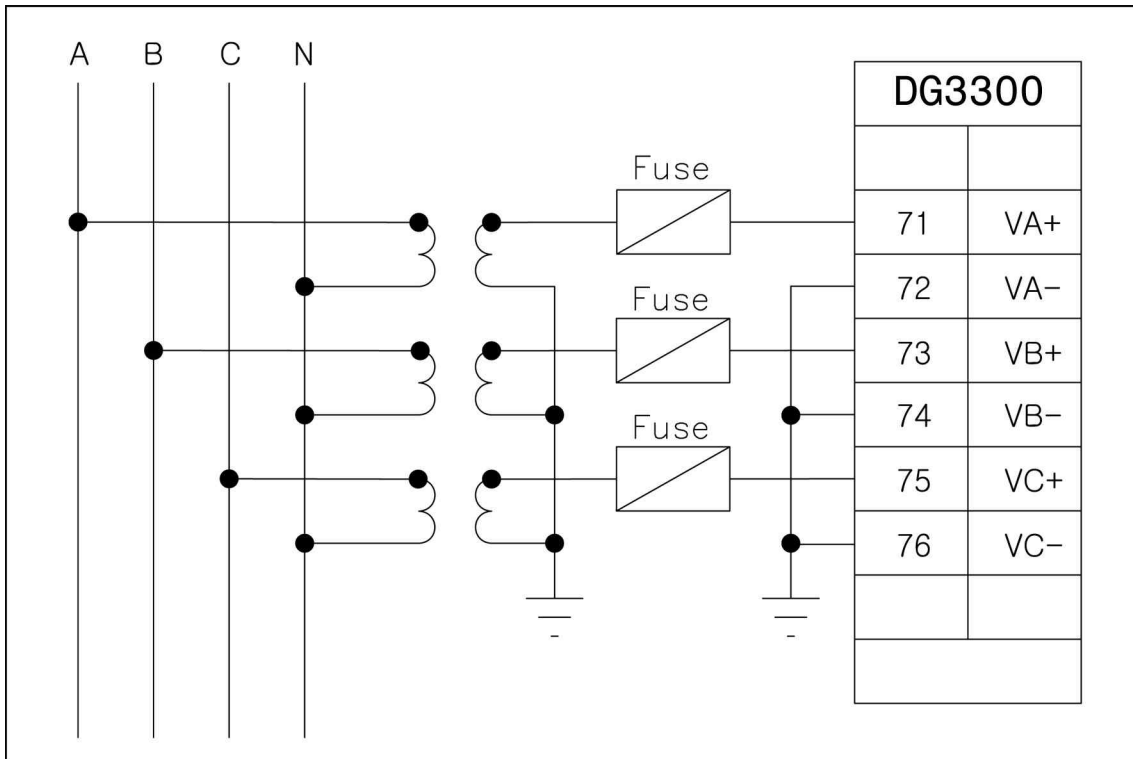 A B C N
DG3300
Fuse
71 VA+
72 VA-
Fuse
73 VB+
74 VB-
Fuse
75 VC+
76 VC-